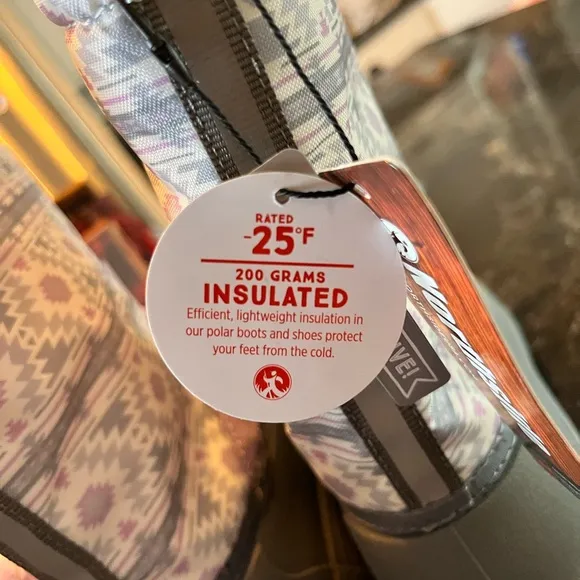 RATED
-25°F
200 GRAMS
INSULATED
Efficient, lightweight insulation in
our polar boots and shoes protect
your feet from the cold.